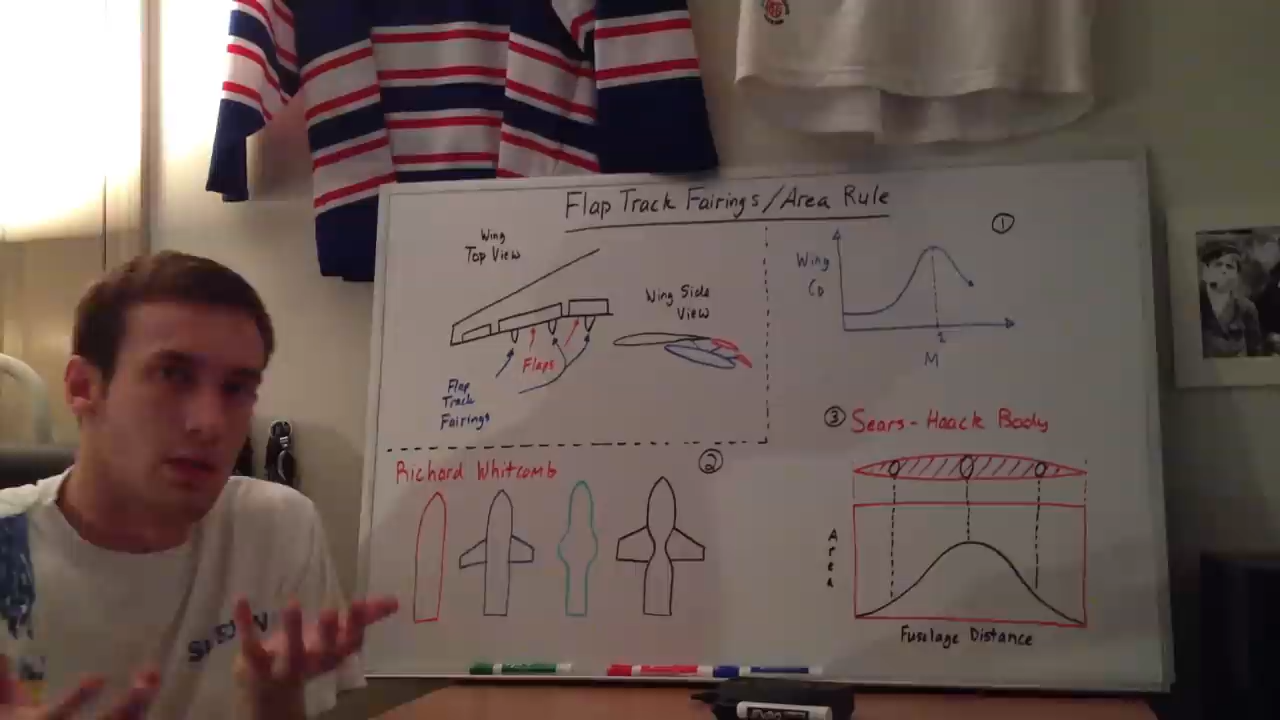 Flap Track Fairings/Area Rule
Wing
Top View
Flaps
Flap
Track
Fairings
Wing Side
View
①
Wing
CD
1
M
Richard Whitcomb
②
③ Sears-Haack Body
Area
Fuselage Distance